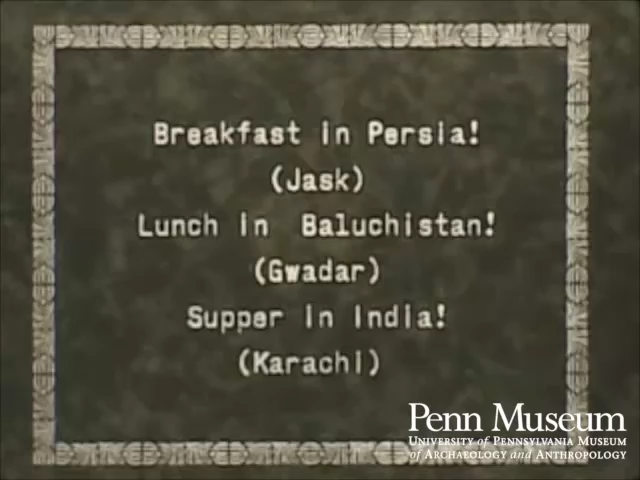 Breakfast in Persia!
(Jask)
Lunch in Baluchistan!
(Gwadar)
Supper in India!
(Karachi)
Penn Museum
University of Pennsylvania Museum
of Archaeology and Anthropology